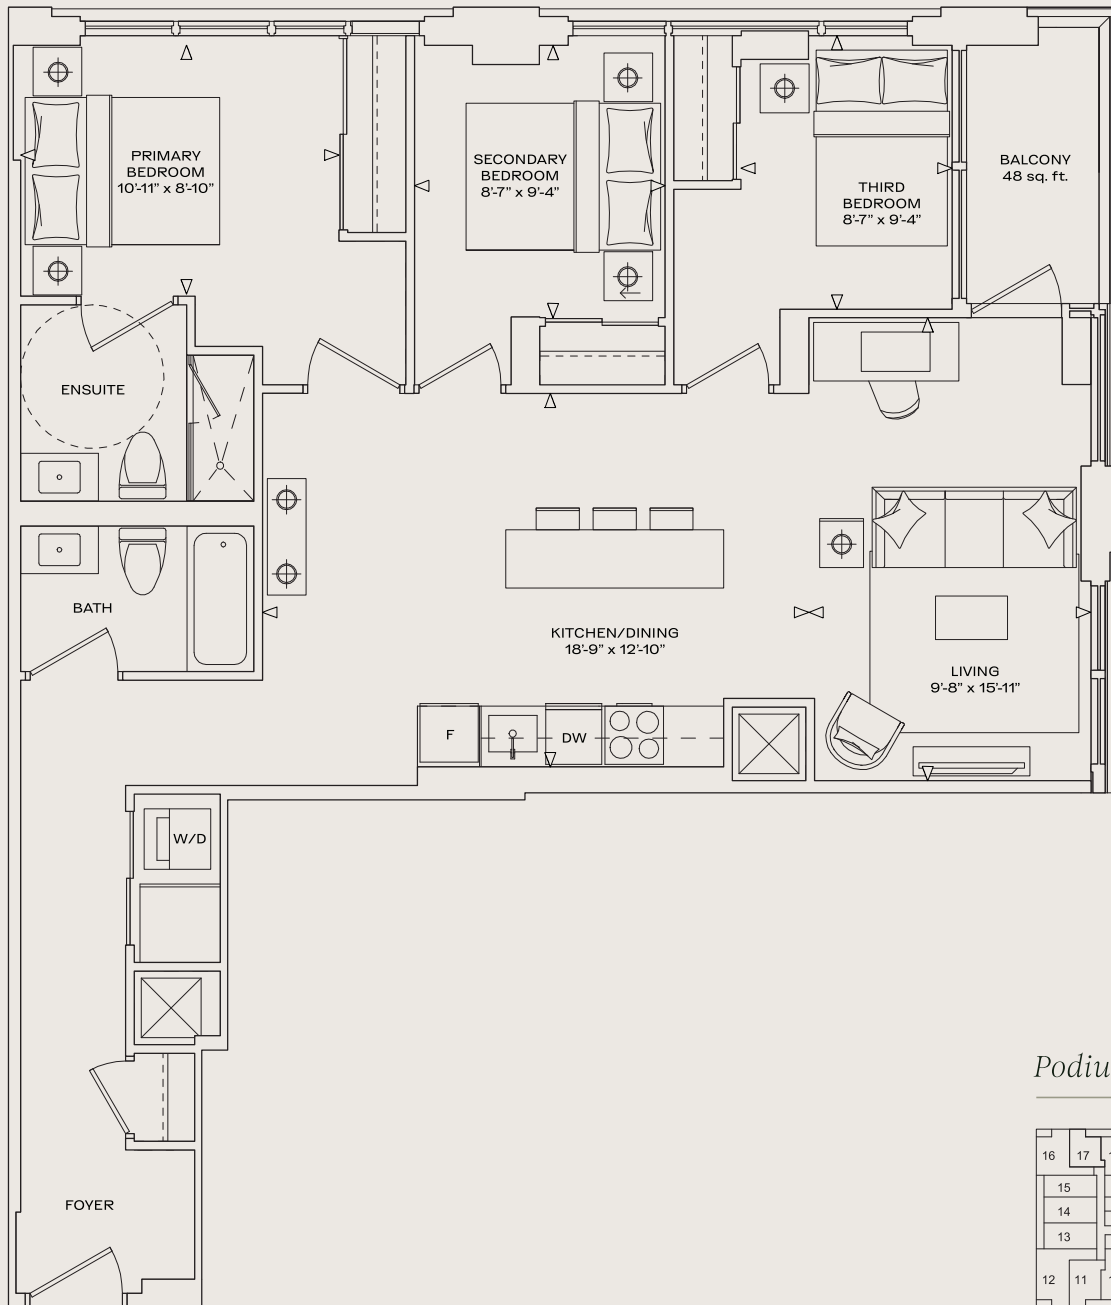 PRIMARY
BEDROOM
10'-11” x 8'-10”
SECONDARY
BEDROOM
8'-7” x 9'-4”
THIRD
BEDROOM
8'-7” x 9'-4”
BALCONY
48 sq. ft.
ENSUITE
BATH
KITCHEN/DINING
18'-9” x 12'-10”
LIVING
9'-8” x 15'-11”
F
DW
W/D
FOYER
Podiu
16 17
15
14
13
12 11